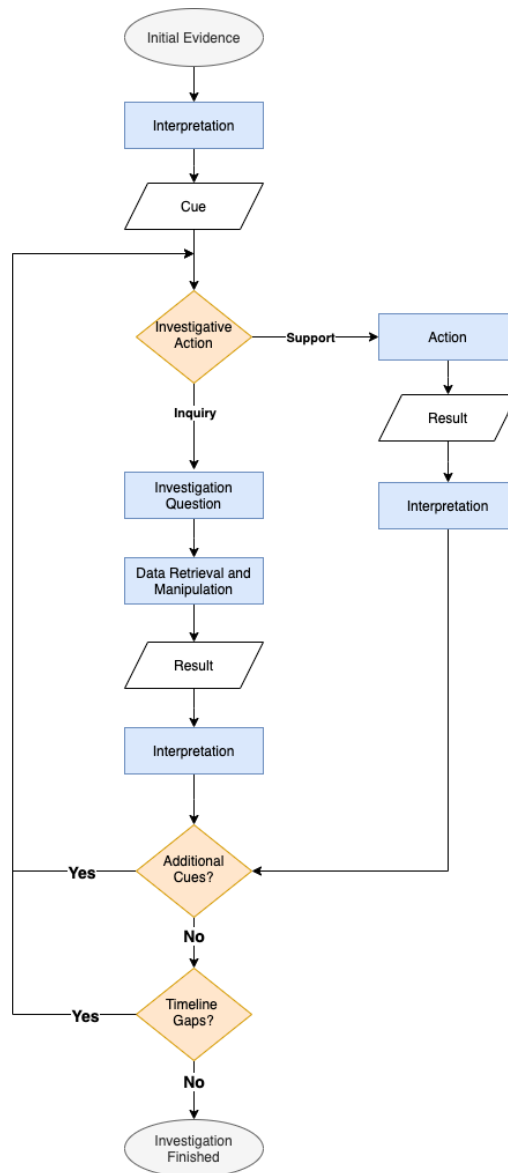 Initial Evidence
Interpretation
Cue
Investigative
Action
Support
Action
Result
Interpretation
Inquiry
Investigation
Question
Data Retrieval and
Manipulation
Result
Interpretation
Additional
Cues?
Yes
No
Timeline
Gaps?
Yes
No
Investigation
Finished